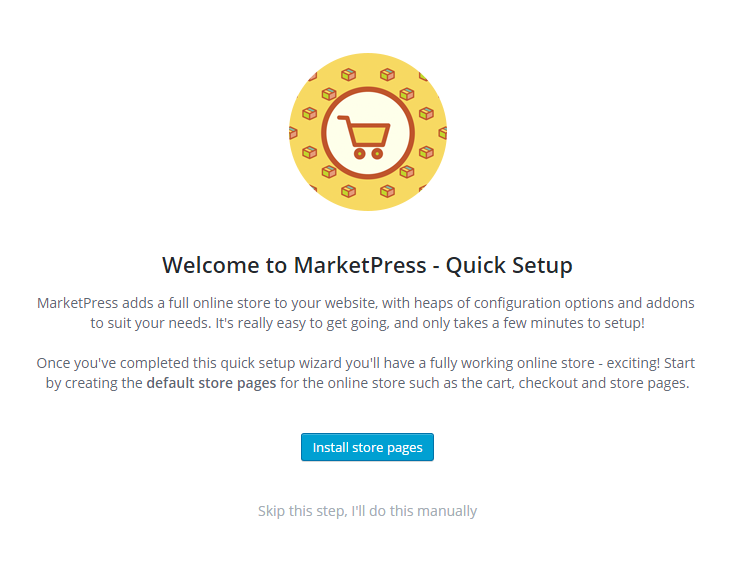 Welcome to MarketPress - Quick Setup
MarketPress adds a full online store to your website, with heaps of configuration options and addons
to suit your needs. It's really easy to get going, and only takes a few minutes to setup!
Once you've completed this quick setup wizard you'll have a fully working online store - exciting! Start
by creating the default store pages for the online store such as the cart, checkout and store pages.
Install store pages
Skip this step, I'll do this manually